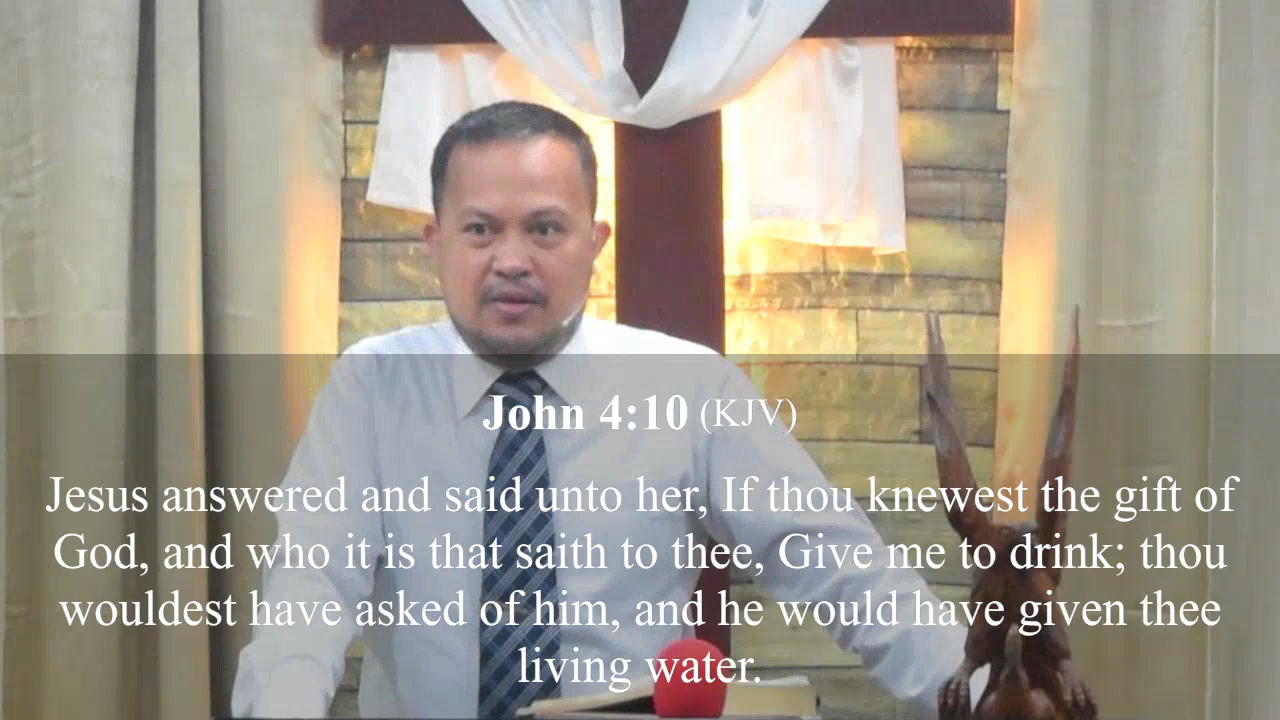 John 4:10 (KJV)
Jesus answered and said unto her, If thou knewest the gift of
God, and who it is that saith to thee, Give me to drink; thou
wouldest have asked of him, and he would have given thee
living water.